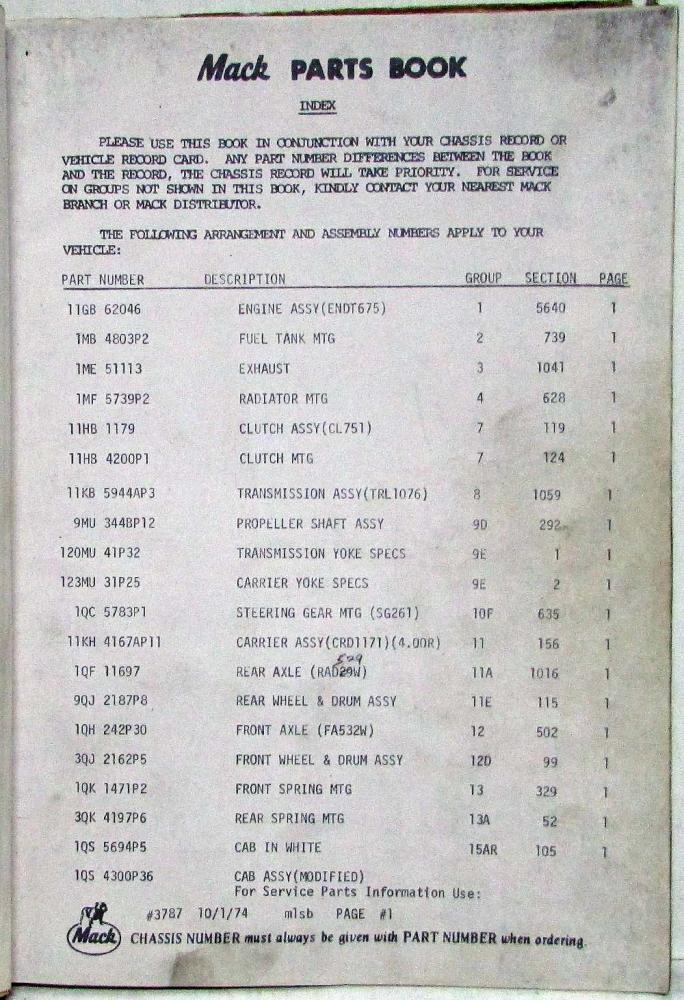 Mack PARTS BOOK
INDEX
PLEASE USE THIS BOOK IN CONJUNCTION WITH YOUR CHASSIS RECORD OR
VEHICLE RECORD CARD. ANY PART NUMBER DIFFERENCES BETWEEN THE BOOK
AND THE RECORD, THE CHASSIS RECORD WILL TAKE PRIORITY. FOR SERVICE
ON GROUPS NOT SHOWN IN THIS BOOK, KINDLY CONTACT YOUR NEAREST MACK
BRANCH OR MACK DISTRIBUTOR.
THE FOLLOWING ARRANGEMENT AND ASSEMBLY NUMBERS APPLY TO YOUR
VEHICLE:
PART NUMBER DESCRIPTION GROUP SECTION PAGE
11GB 62046 ENGINE ASSY(ENDT675) 1 5640 1
1MB 4803P2 FUEL TANK MTG 2 739 1
1ME 51113 EXHAUST 3 1041 1
1MF 5739P2 RADIATOR MTG 4 628 1
11HB 1179 CLUTCH ASSY(CL751) 7 119 1
11HB 4200P1 CLUTCH MTG 7 124 1
11KB 5944AP3 TRANSMISSION ASSY(TRL1076) 8 1059 1
9MU 344BP12 PROPELLER SHAFT ASSY 9D 292 1
120MU 41P32 TRANSMISSION YOKE SPECS 9E 1 1
123MU 31P25 CARRIER YOKE SPECS 9E 2 1
1QC 5783P1 STEERING GEAR MTG (SG261) 10F 635 1
11KH 4167AP11 CARRIER ASSY(CRD1171)(4.00R) 11 156 1
529
1QF 11697 REAR AXLE (RAD29W) 11A 1016 1
9QJ 2187P8 REAR WHEEL & DRUM ASSY 11E 115 1
1QH 242P30 FRONT AXLE (FA532W) 12 502 1
3QJ 2162P5 FRONT WHEEL & DRUM ASSY 12D 99 1
1QK 1471P2 FRONT SPRING MTG 13 329 1
3QK 4197P6 REAR SPRING MTG 13A 52 1
1QS 5694P5 CAB IN WHITE 15AR 105 1
1QS 4300P36 CAB ASSY(MODIFIED)
For Service Parts Information Use:
#3787 10/1/74 mlsb PAGE #1
Mack CHASSIS NUMBER must always be given with PART NUMBER when ordering.